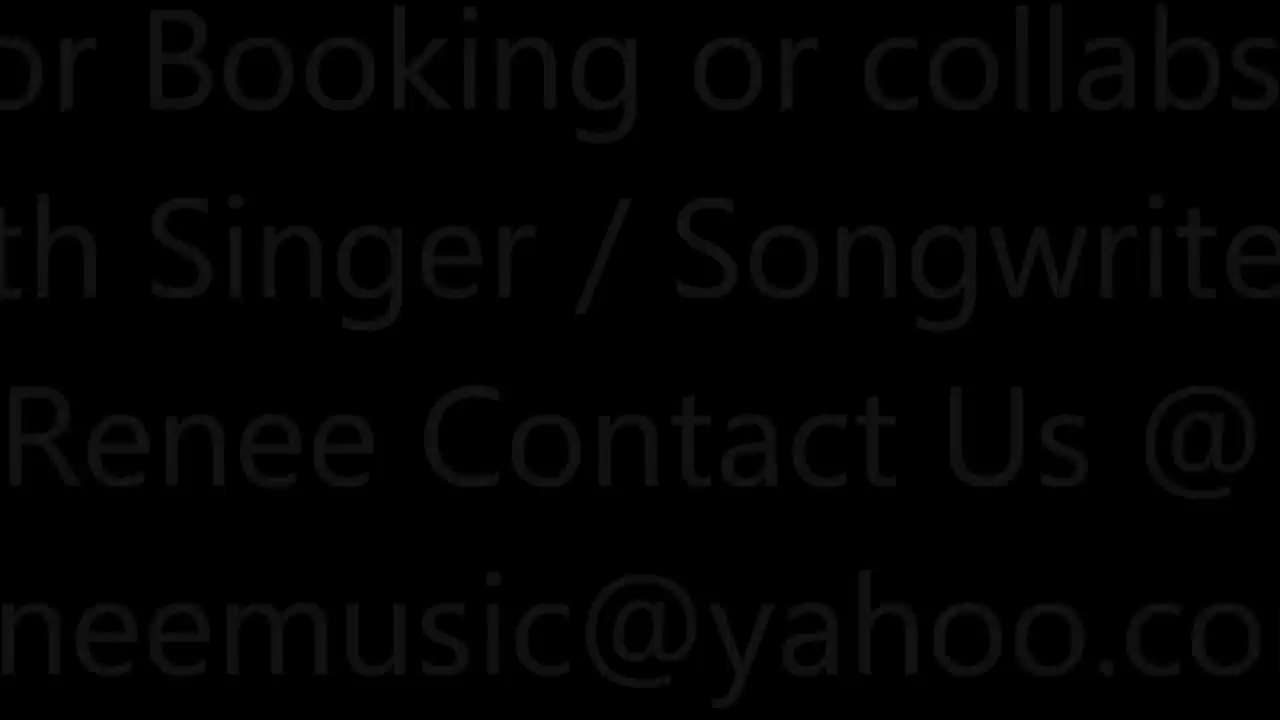 or Booking or collabs
th Singer / Songwrite
Renee Contact Us @
neemusic@yahoo.co